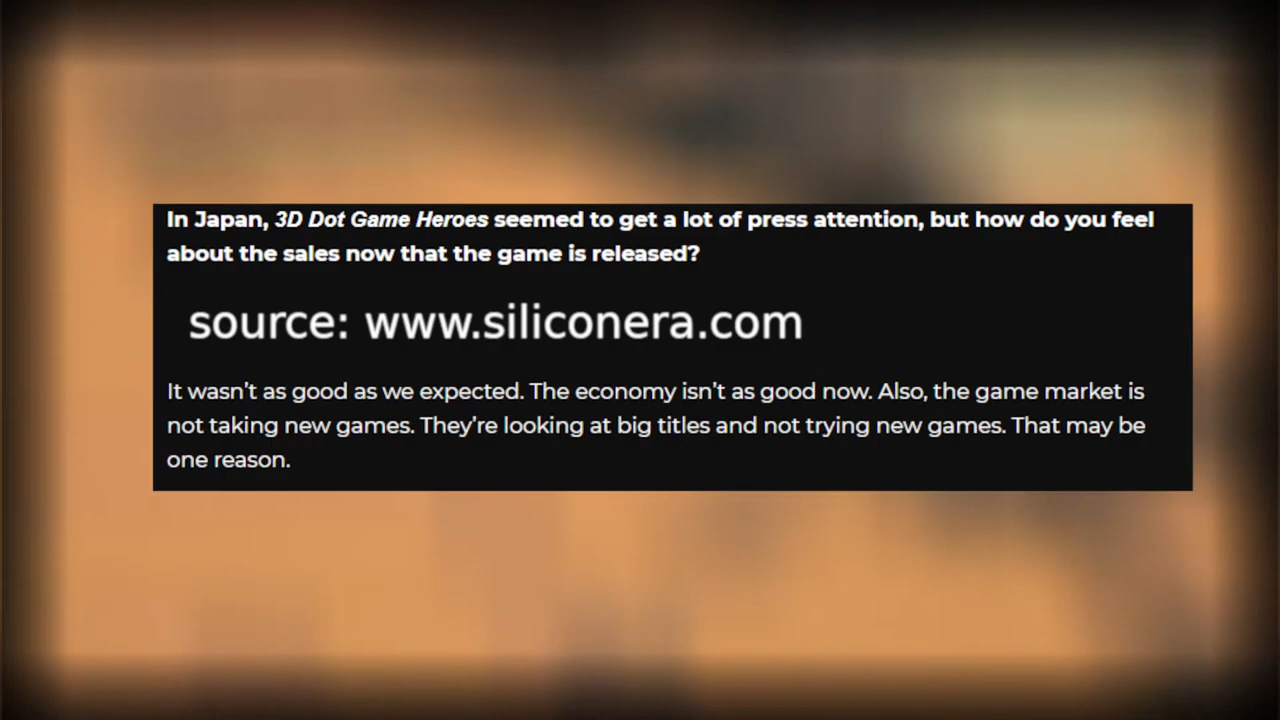 In Japan, 3D Dot Game Heroes seemed to get a lot of press attention, but how do you feel
about the sales now that the game is released?
source: www.siliconera.com
It wasn't as good as we expected. The economy isn't as good now. Also, the game market is
not taking new games. They're looking at big titles and not trying new games. That may be
one reason.